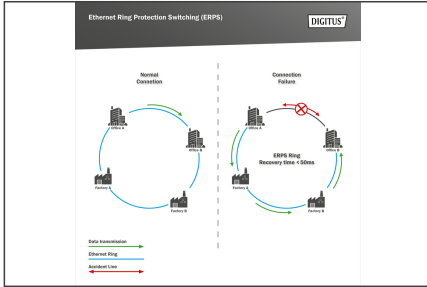 Ethernet Ring Protection Switching (ERPS)
DIGITUS®
Normal
Connetion
Connection
Failure
Office A
Office B
Factory A
Factory B
Office A
Office B
ERPS Ring
Recovery time <50ms
Factory A
Factory B
Data transmission
Ethernet Ring
Accident Line